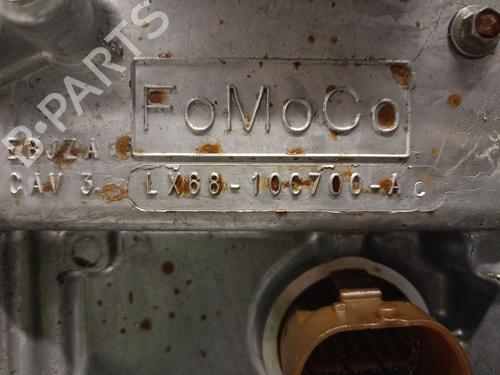 B-PARTS
FoMoCo
CAV 3
LX68-10C700-AC